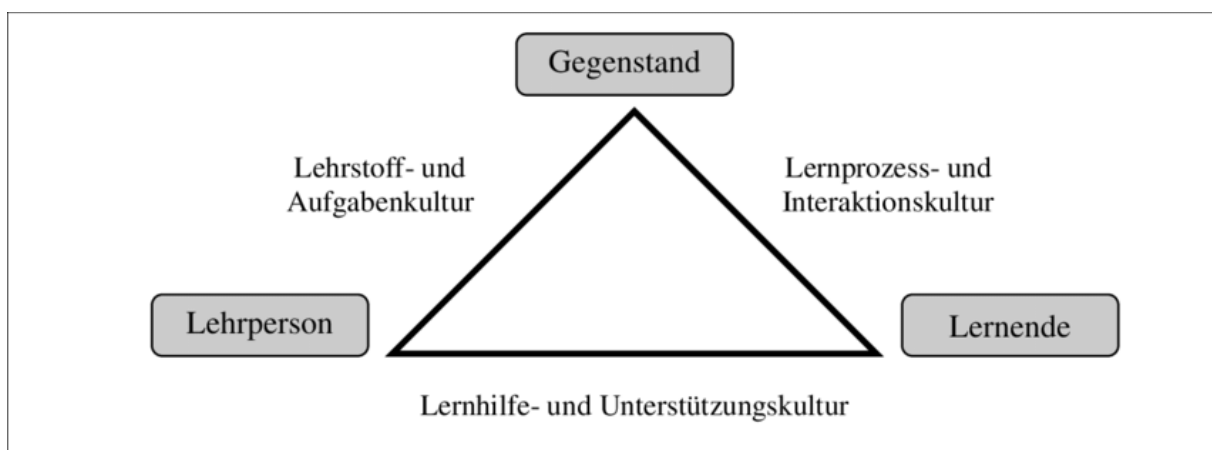 Gegenstand
Lehrstoff- und
Aufgabenkultur
Lernprozess- und
Interaktionskultur
Lehrperson
Lernende
Lernhilfe- und Unterstützungskultur